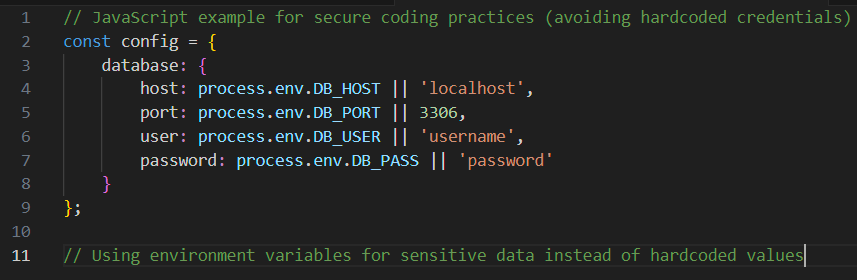 1 // JavaScript example for secure coding practices (avoiding hardcoded credentials)
2 const config = {
3     database: {
4         host: process.env.DB_HOST || 'localhost',
5         port: process.env.DB_PORT || 3306,
6         user: process.env.DB_USER || 'username',
7         password: process.env.DB_PASS || 'password'
8     }
9 };
10
11 // Using environment variables for sensitive data instead of hardcoded values